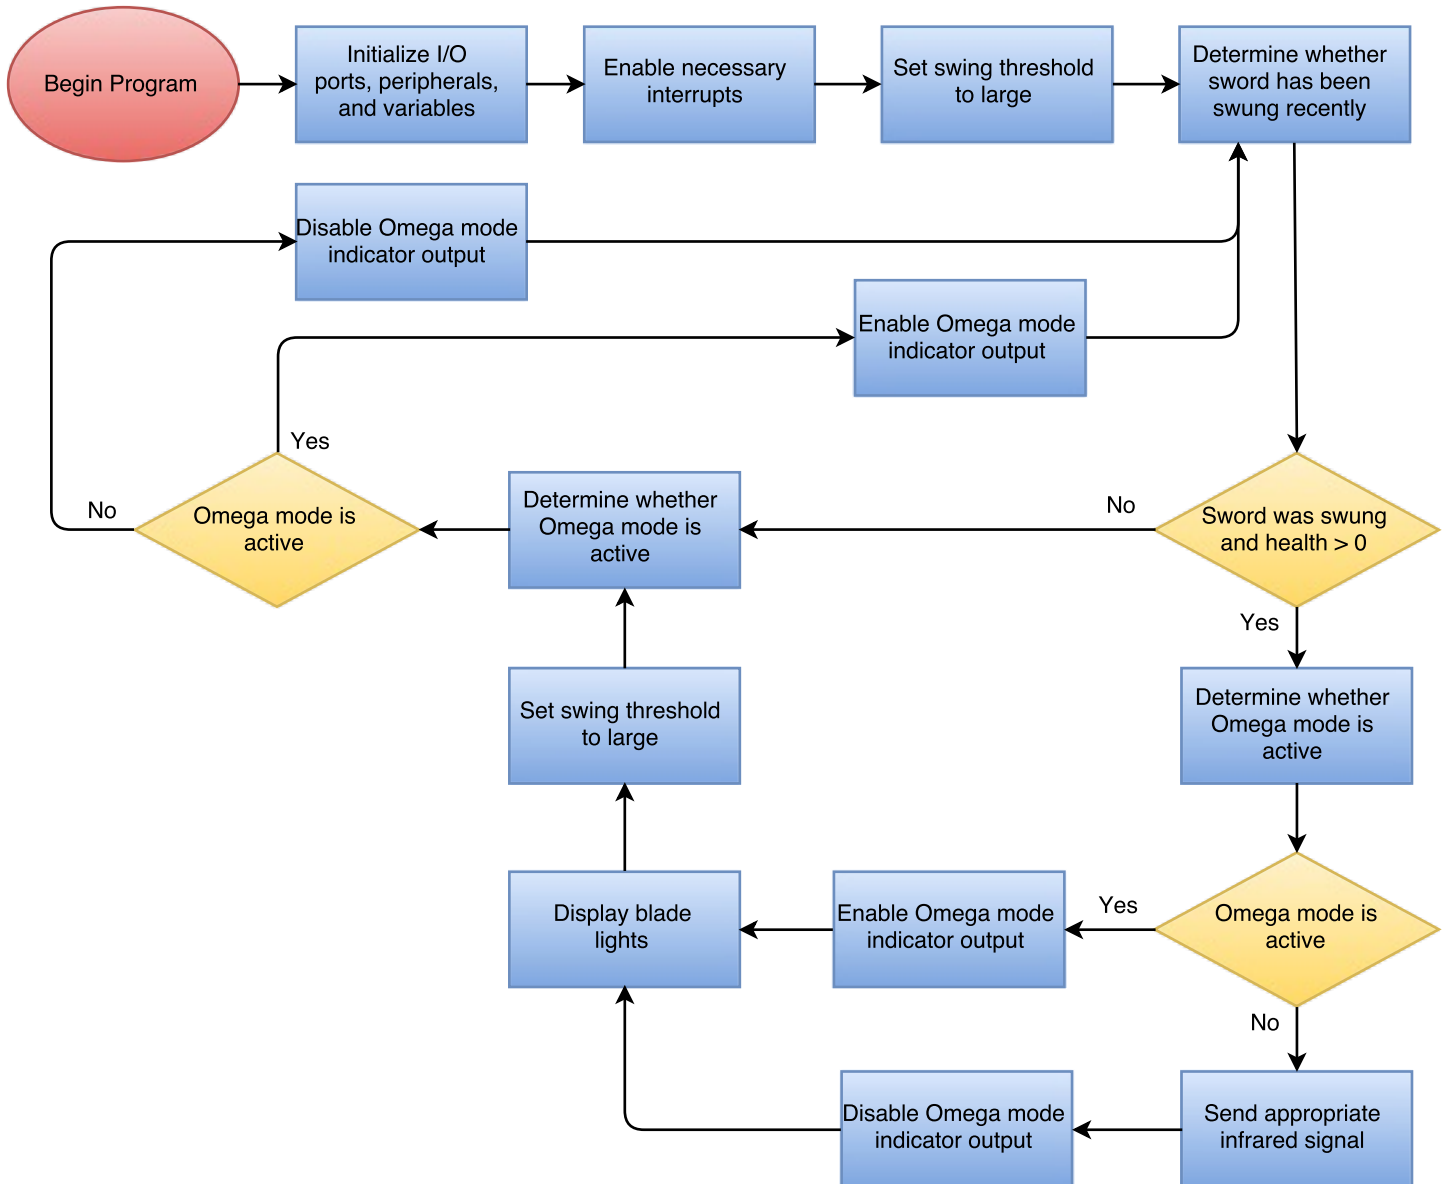 Begin Program
Initialize I/O
ports, peripherals,
and variables
Enable necessary
interrupts
Set swing threshold
to large
Determine whether
sword has been
swung recently
Disable Omega mode
indicator output
Enable Omega mode
indicator output
Yes
No
Omega mode is
active
Determine whether
Omega mode is
active
No
Sword was swung
and health > 0
Yes
Set swing threshold
to large
Determine whether
Omega mode is
active
Display blade
lights
Enable Omega mode
indicator output
Yes
Omega mode is
active
No
Disable Omega mode
indicator output
Send appropriate
infrared signal